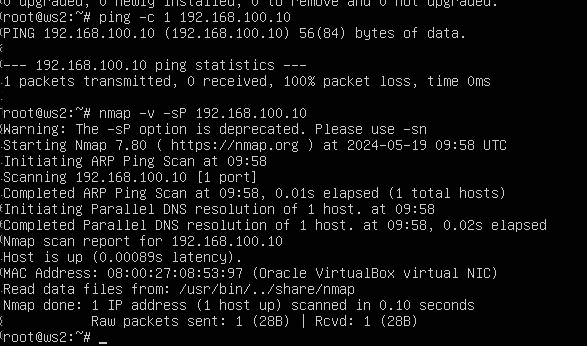 0 upgraded, 0 newly installed, 0 to remove and 0 not upgraded.
root@ws2:~# ping -c 1 192.168.100.10
PING 192.168.100.10 (192.168.100.10) 56(84) bytes of data.
--- 192.168.100.10 ping statistics ---
1 packets transmitted, 0 received, 100% packet loss, time 0ms
root@ws2:~# nmap -v -sP 192.168.100.10
Warning: The -sP option is deprecated. Please use -sn
Starting Nmap 7.80 ( https://nmap.org ) at 2024-05-19 09:58 UTC
Initiating ARP Ping Scan at 09:58
Scanning 192.168.100.10 [1 port]
Completed ARP Ping Scan at 09:58, 0.01s elapsed (1 total hosts)
Initiating Parallel DNS resolution of 1 host. at 09:58
Completed Parallel DNS resolution of 1 host. at 09:58, 0.02s elapsed
Nmap scan report for 192.168.100.10
Host is up (0.00089s latency).
MAC Address: 08:00:27:08:53:97 (Oracle VirtualBox virtual NIC)
Read data files from: /usr/bin/../share/nmap
Nmap done: 1 IP address (1 host up) scanned in 0.10 seconds
Raw packets sent: 1 (28B) | Rcvd: 1 (28B)
root@ws2:~# _